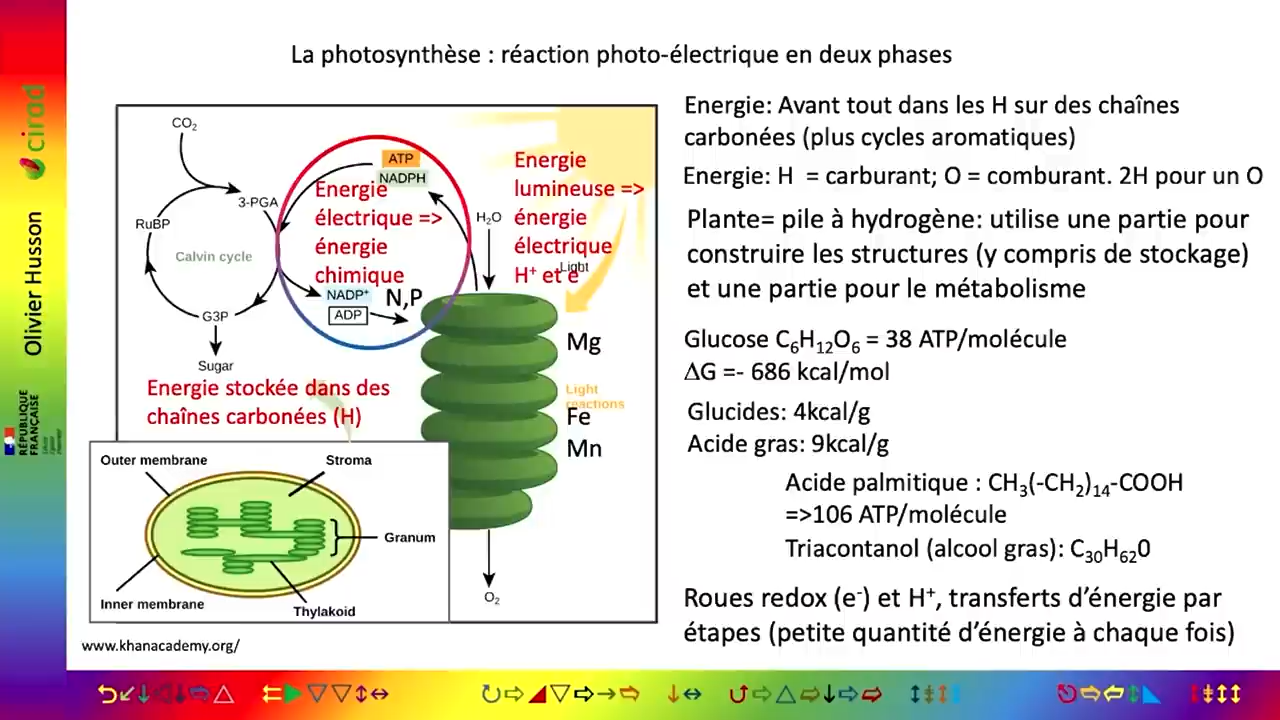 La photosynthèse : réaction photo-électrique en deux phases
cirad
Olivier Husson
RÉPUBLIQUE
FRANÇAISE
CO2
ATP
NADPH
3-PGA
RuBP
Calvin cycle
G3P
Sugar
Energie
électrique =>
énergie
chimique
NADP+
ADP
N,P
H2O
Energie
lumineuse =>
énergie
électrique
H+ et e-
Light
Mg
Light
reactions
Fe
Mn
O2
Energie stockée dans des
chaînes carbonées (H)
Outer membrane
Stroma
Granum
Inner membrane
Thylakoid
www.khanacademy.org/
Energie: Avant tout dans les H sur des chaînes
carbonées (plus cycles aromatiques)
Energie: H = carburant; O = comburant. 2H pour un O
Plante= pile à hydrogène: utilise une partie pour
construire les structures (y compris de stockage)
et une partie pour le métabolisme
Glucose C6H12O6 = 38 ATP/molécule
ΔG =- 686 kcal/mol
Glucides: 4kcal/g
Acide gras: 9kcal/g
Acide palmitique : CH3(-CH2)14-COOH
=>106 ATP/molécule
Triacontanol (alcool gras): C30H620
Roues redox (e-) et H+, transferts d'énergie par
étapes (petite quantité d'énergie à chaque fois)